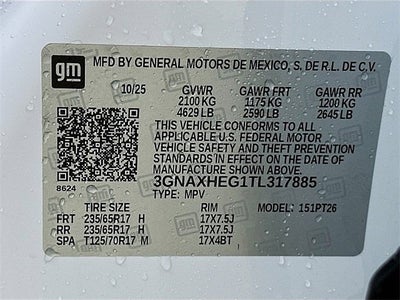 gm MFD BY GENERAL MOTORS DE MEXICO, S. DE R.L. DE C.V.
10/25 GVWR GAWR FRT GAWR RR
2100 KG 1175 KG 1200 KG
4629 LB 2590 LB 2645 LB
THIS VEHICLE CONFORMS TO ALL
APPLICABLE U.S. FEDERAL MOTOR
VEHICLE SAFETY AND THEFT PREVENTION
STANDARDS IN EFFECT ON THE DATE OF
MANUFACTURE SHOWN ABOVE.
3GNAXHEG1TL317885
8624 TYPE: MPV MODEL: 151PT26
TIRE SIZE RIM
FRT 235/65R17 H 17X7.5J
RR 235/65R17 H 17X7.5J
SPA T125/70R17 M 17X4BT